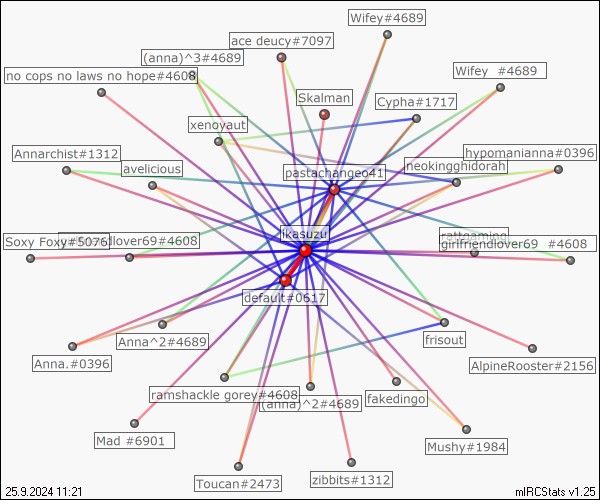 Wifey#4689
ace deucy#7097
(anna)^3#4689
Wifey #4689
no cops no laws no hope#4608
Skalman
Cypha#1717
xenoyaut
Annarchist#1312
hypomanianna#0396
avelicious
neokingghidorah
pastachangeo41
ikasuzu
rattgaming
Soxy Foxy#5076
dlover69#4608
girlfriendlover69 #4608
default#0617
Anna^2#4689
frisout
Anna.#0396
AlpineRooster#2156
ramshackle gorey#4608
(anna)^2#4689
fakedingo
Mad #6901
Mushy#1984
zibbits#1312
Toucan#2473
25.9.2024 11:21
mIRCStats v1.25